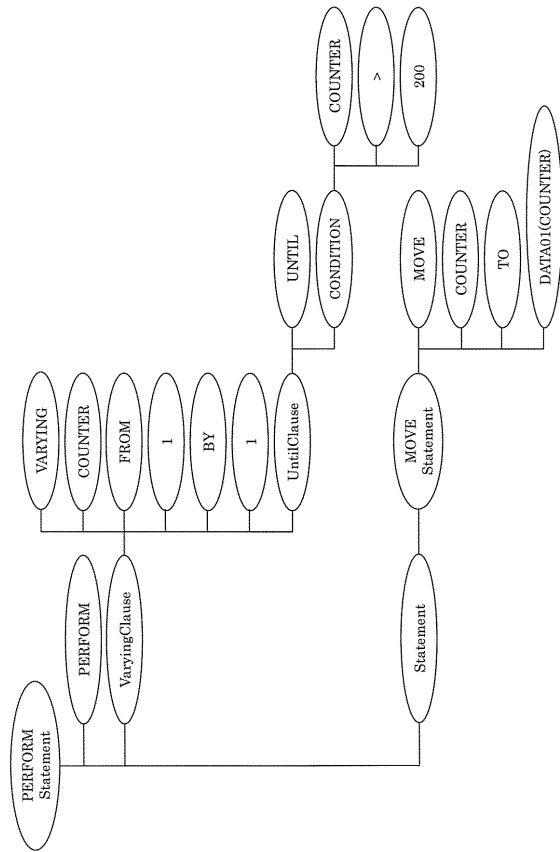 PERFORM
Statement
PERFORM
VaryingClause
VARYING
COUNTER
FROM
1
BY
1
UntilClause
UNTIL
CONDITION
COUNTER
>
200
Statement
MOVE
Statement
MOVE
COUNTER
TO
DATA01(COUNTER)